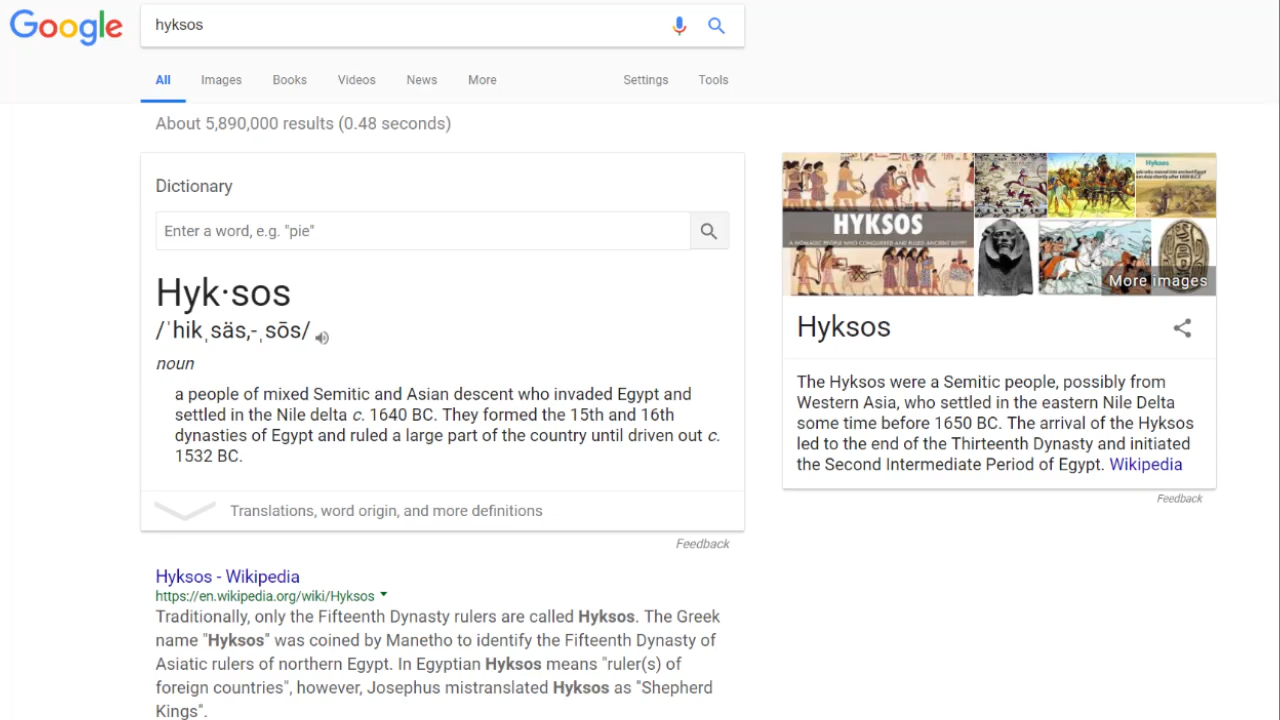 Google
hyksos
All Images Books Videos News More Settings Tools
About 5,890,000 results (0.48 seconds)
Dictionary
Enter a word, e.g. "pie"
Hyk·sos
/ˈhikˌsäs,-ˌsōs/
noun
a people of mixed Semitic and Asian descent who invaded Egypt and
settled in the Nile delta c. 1640 BC. They formed the 15th and 16th
dynasties of Egypt and ruled a large part of the country until driven out c.
1532 BC.
Translations, word origin, and more definitions
Feedback
Hyksos - Wikipedia
https://en.wikipedia.org/wiki/Hyksos
Traditionally, only the Fifteenth Dynasty rulers are called Hyksos. The Greek
name "Hyksos" was coined by Manetho to identify the Fifteenth Dynasty of
Asiatic rulers of northern Egypt. In Egyptian Hyksos means "ruler(s) of
foreign countries", however, Josephus mistranslated Hyksos as "Shepherd
Kings".
HYKSOS
A NOMADIC PEOPLE WHO CONQUERED AND RULED ANCIENT EGYPT
Hyksos
More images
Hyksos
The Hyksos were a Semitic people, possibly from
Western Asia, who settled in the eastern Nile Delta
some time before 1650 BC. The arrival of the Hyksos
led to the end of the Thirteenth Dynasty and initiated
the Second Intermediate Period of Egypt. Wikipedia
Feedback